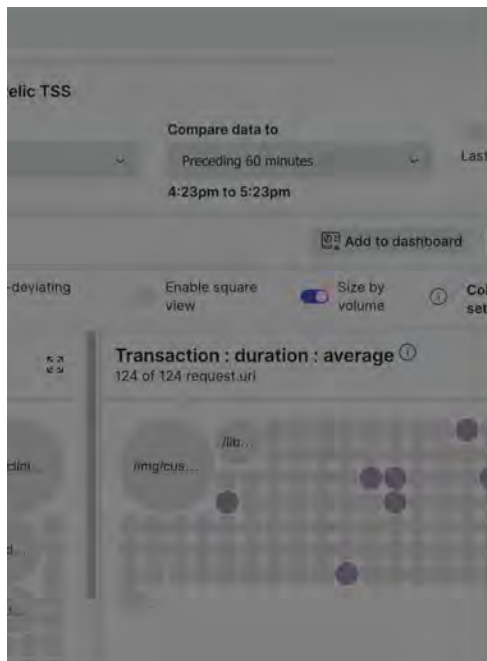 elic TSS
Compare data to
Preceding 60 minutes
Last
4:23pm to 5:23pm
Add to dashboard
-deviating
Enable square
view
Size by
volume
Col
set
Transaction : duration : average
124 of 124 request.uri
/lib...
/img/cus...